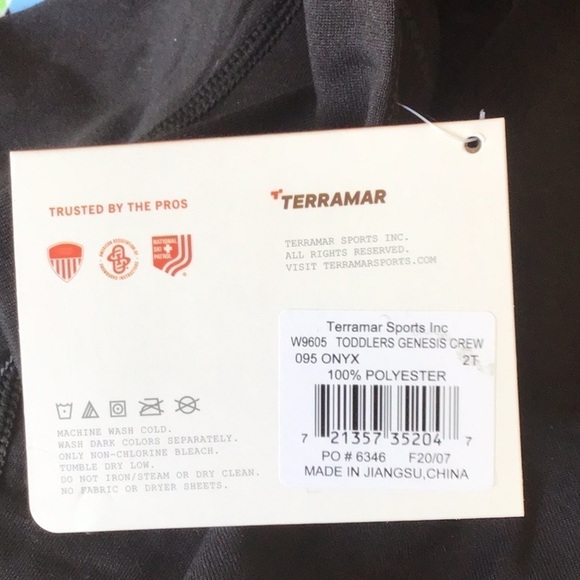 TRUSTED BY THE PROS
TERRAMAR
TERRAMAR SPORTS INC.
ALL RIGHTS RESERVED.
VISIT TERRAMARSPORTS.COM
NATIONAL
SKI
PATROL
Terramar Sports Inc
W9605 TODDLERS GENESIS CREW
095 ONYX 2T
100% POLYESTER
7 21357 35204 7
PO # 6346 F20/07
MADE IN JIANGSU,CHINA
MACHINE WASH COLD.
WASH DARK COLORS SEPARATELY.
ONLY NON-CHLORINE BLEACH.
TUMBLE DRY LOW.
DO NOT IRON/STEAM OR DRY CLEAN.
NO FABRIC OR DRYER SHEETS.